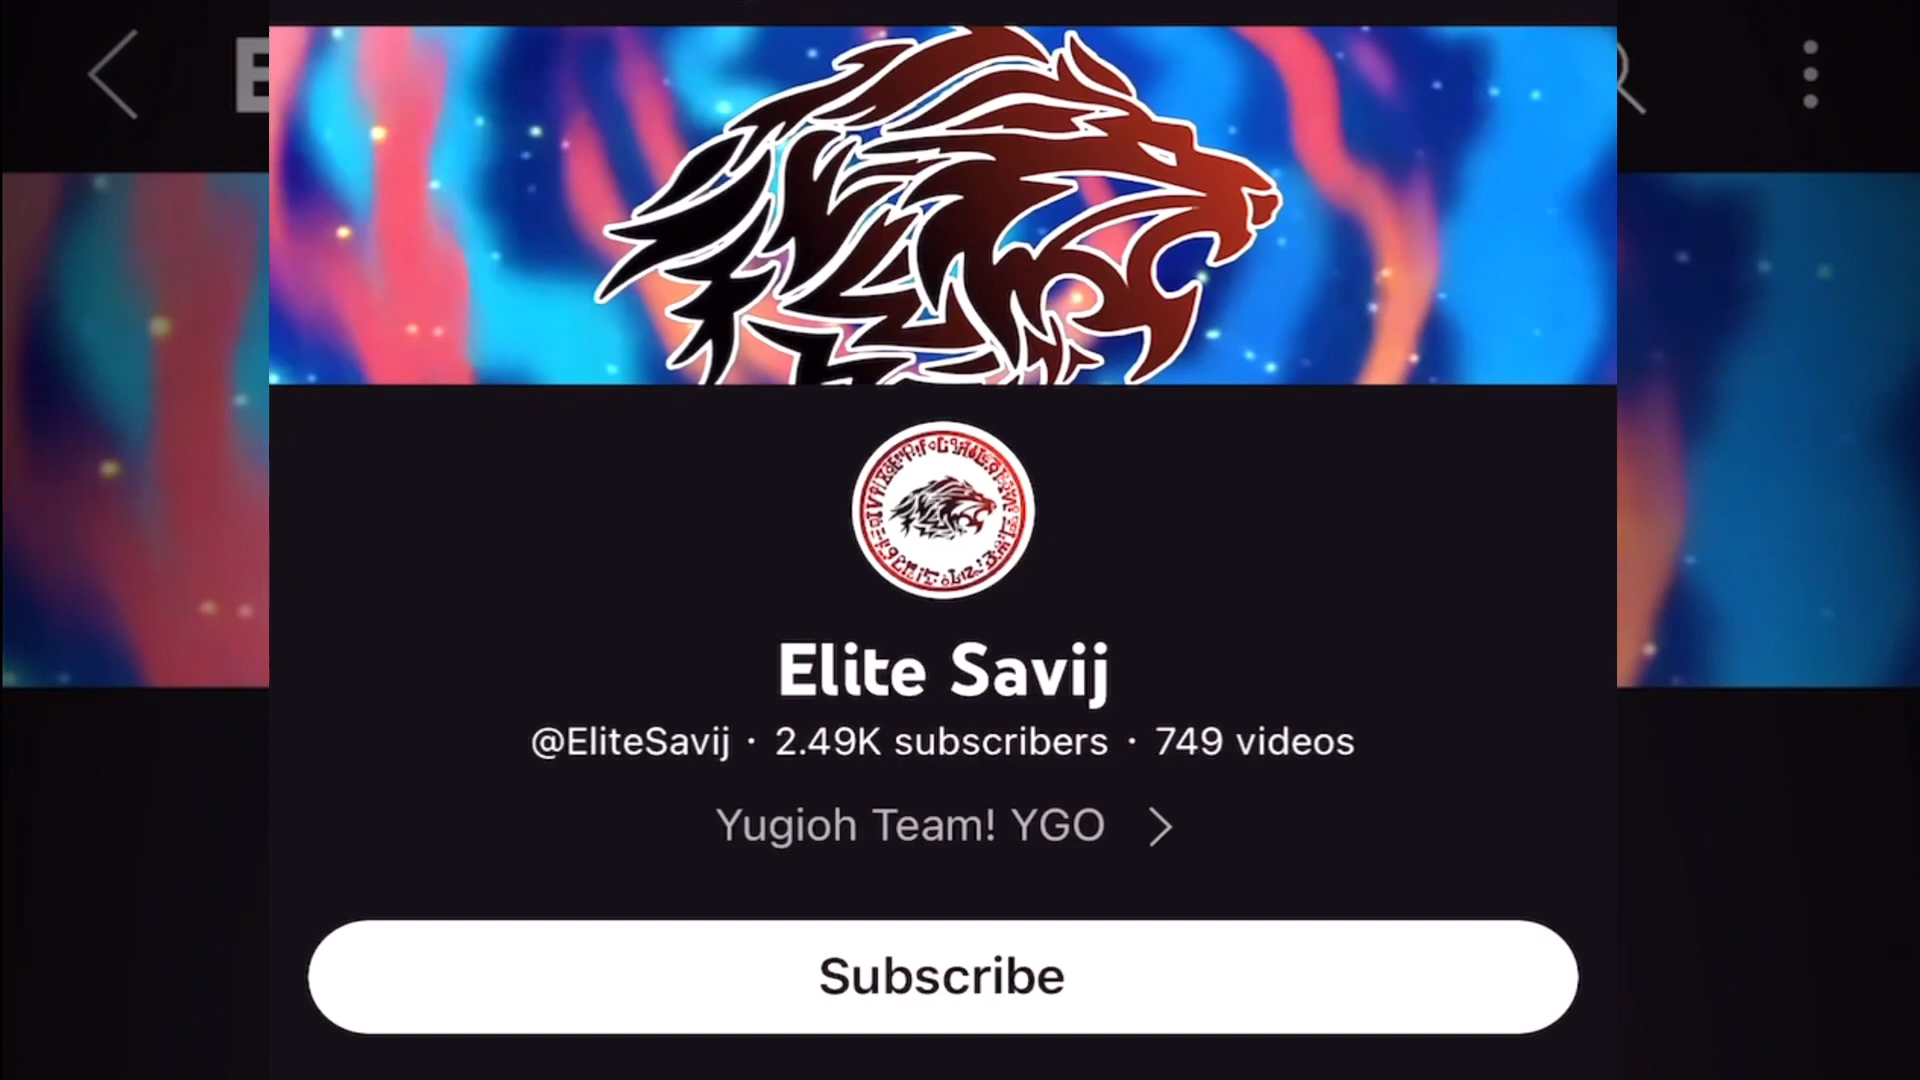 Elite Savij
@EliteSavij · 2.49K subscribers · 749 videos
Yugioh Team! YGO
Subscribe